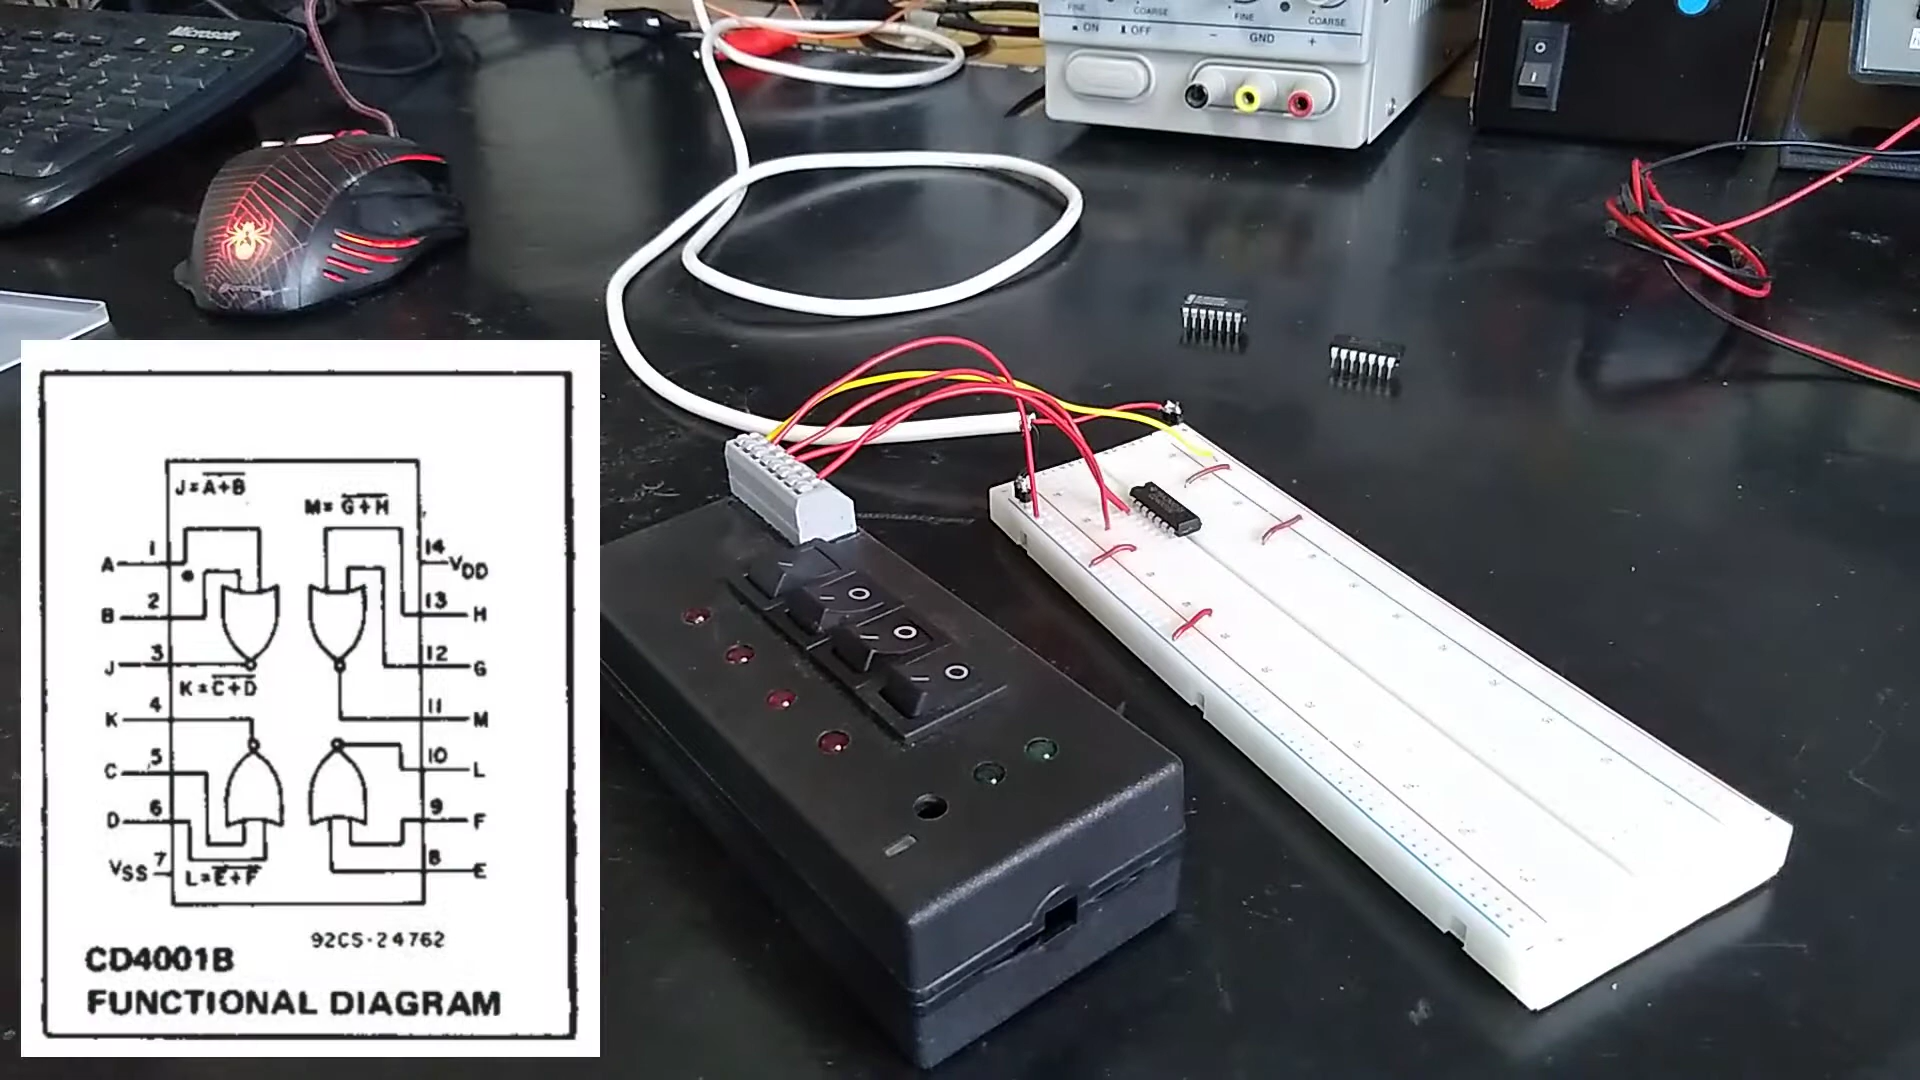 Microsoft
FINE
COARSE
FINE
COARSE
ON
OFF
−
GND
+
J=A+B
M=G+H
A
1
14
VDD
B
2
13
H
J
3
12
G
K=C+D
K
4
11
M
C
5
10
L
D
6
9
F
VSS
7
8
E
L=E+F
92CS-24762
CD4001B
FUNCTIONAL DIAGRAM